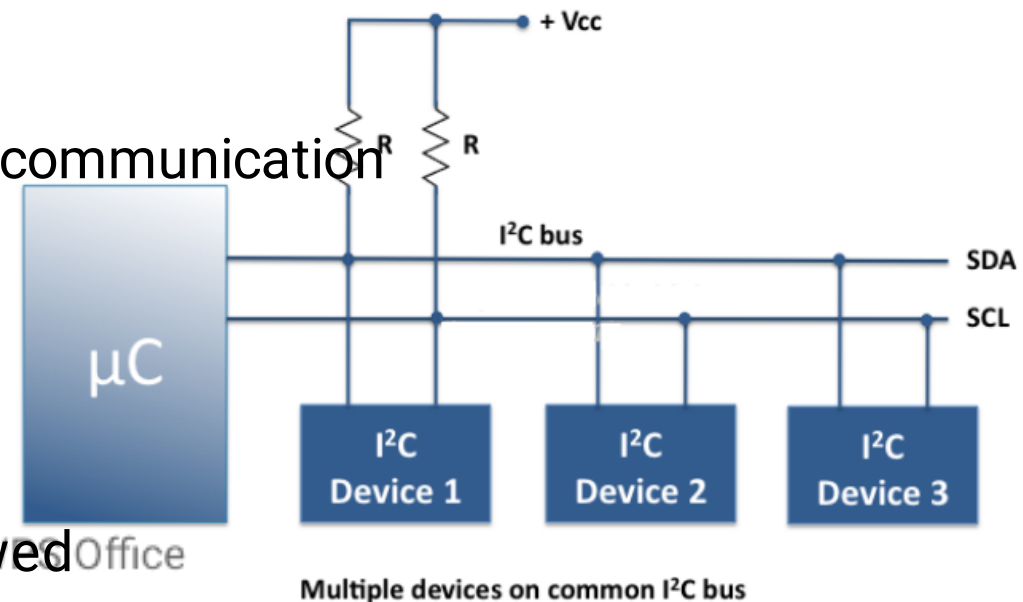 + Vcc
R
R
communication
I²C bus
SDA
SCL
µC
I²C
Device 1
I²C
Device 2
I²C
Device 3
Office
Multiple devices on common I²C bus